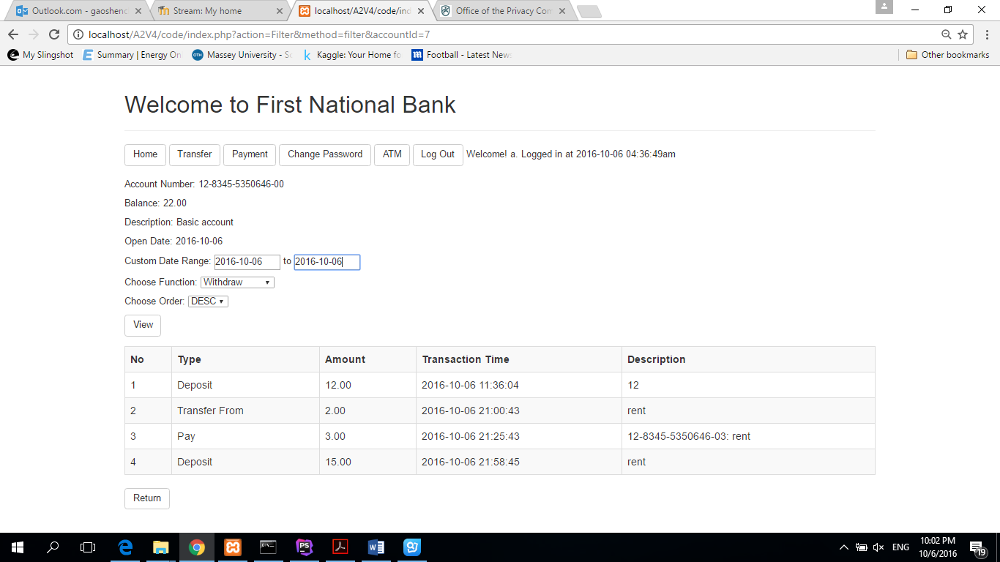 Outlook.com - gaoshenc
Stream: My home
localhost/A2V4/code/ind
Office of the Privacy Com
localhost/A2V4/code/index.php?action=Filter&method=filter&accountId=7
My Slingshot
Summary | Energy On
Massey University - Sc
Kaggle: Your Home fo
Football - Latest News
Other bookmarks
Welcome to First National Bank
Home Transfer Payment Change Password ATM Log Out Welcome! a. Logged in at 2016-10-06 04:36:49am
Account Number: 12-8345-5350646-00
Balance: 22.00
Description: Basic account
Open Date: 2016-10-06
Custom Date Range: 2016-10-06 to 2016-10-06
Choose Function: Withdraw
Choose Order: DESC
View
No Type Amount Transaction Time Description
1 Deposit 12.00 2016-10-06 11:36:04 12
2 Transfer From 2.00 2016-10-06 21:00:43 rent
3 Pay 3.00 2016-10-06 21:25:43 12-8345-5350646-03: rent
4 Deposit 15.00 2016-10-06 21:58:45 rent
Return
ENG
10:02 PM
10/6/2016
19